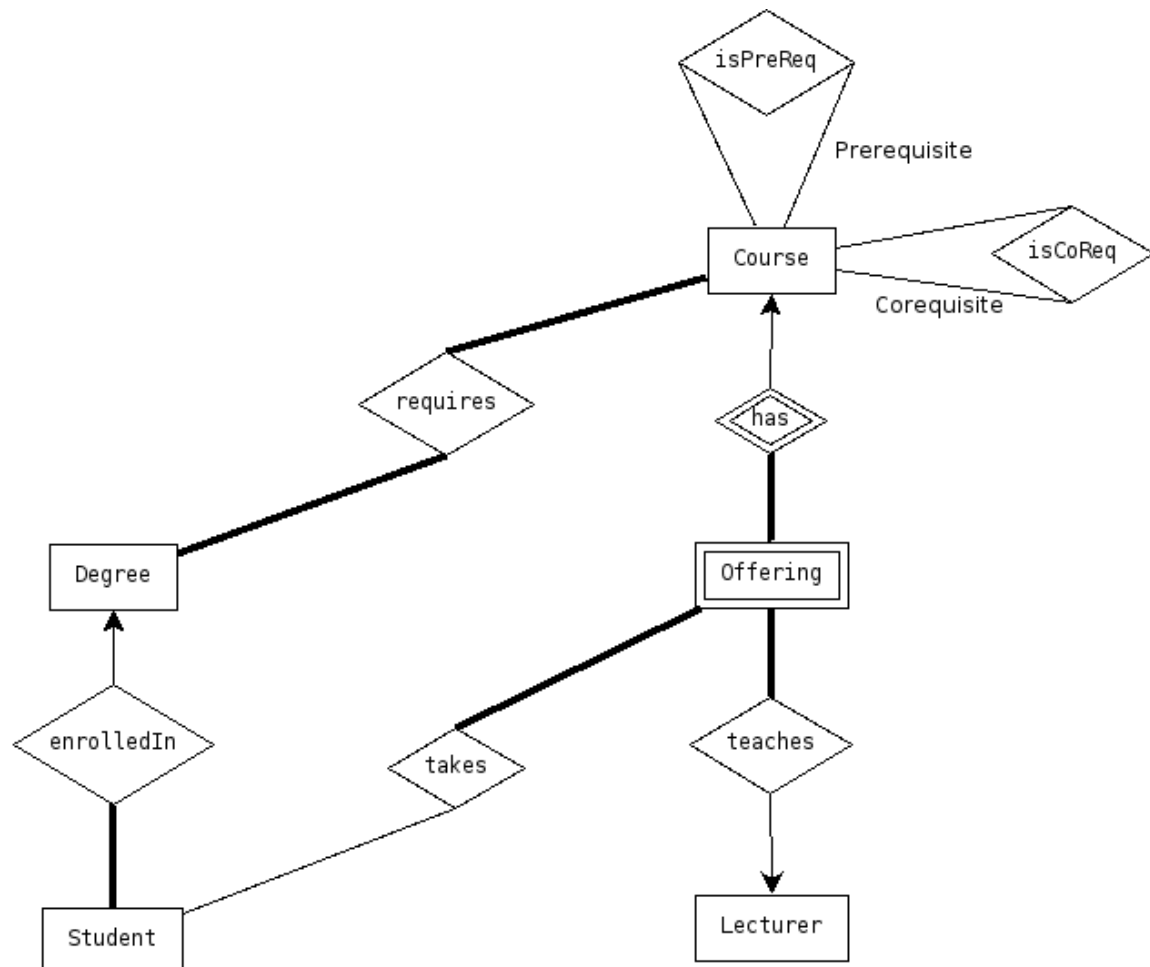 isPreReq
Prerequisite
Course
isCoReq
Corequisite
requires
has
Degree
Offering
enrolledIn
takes
teaches
Student
Lecturer